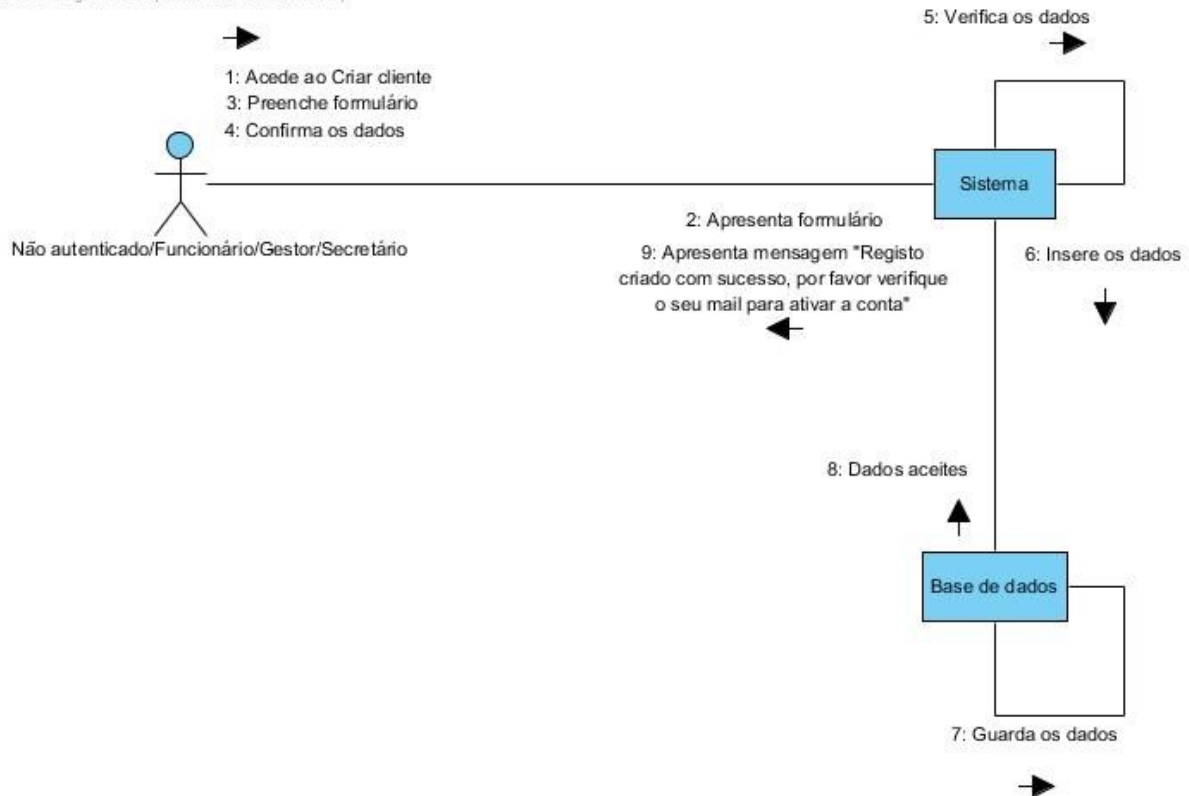 5: Verifica os dados
1: Acede ao Criar cliente
3: Preenche formulário
4: Confirma os dados
Sistema
Não autenticado/Funcionário/Gestor/Secretário
2: Apresenta formulário
9: Apresenta mensagem "Registo
criado com sucesso, por favor verifique
o seu mail para ativar a conta"
6: Insere os dados
8: Dados aceites
Base de dados
7: Guarda os dados